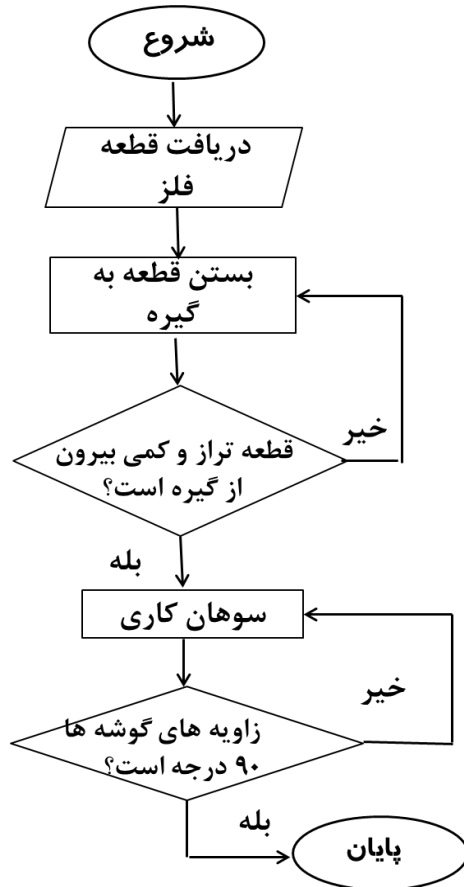 شروع
دریافت قطعه
فلز
بستن قطعه به
گیره
قطعه تراز و کمی بیرون
از گیره است؟
خیر
بله
سوهان کاری
زاویه های گوشه ها
۹۰ درجه است؟
خیر
بله
پایان